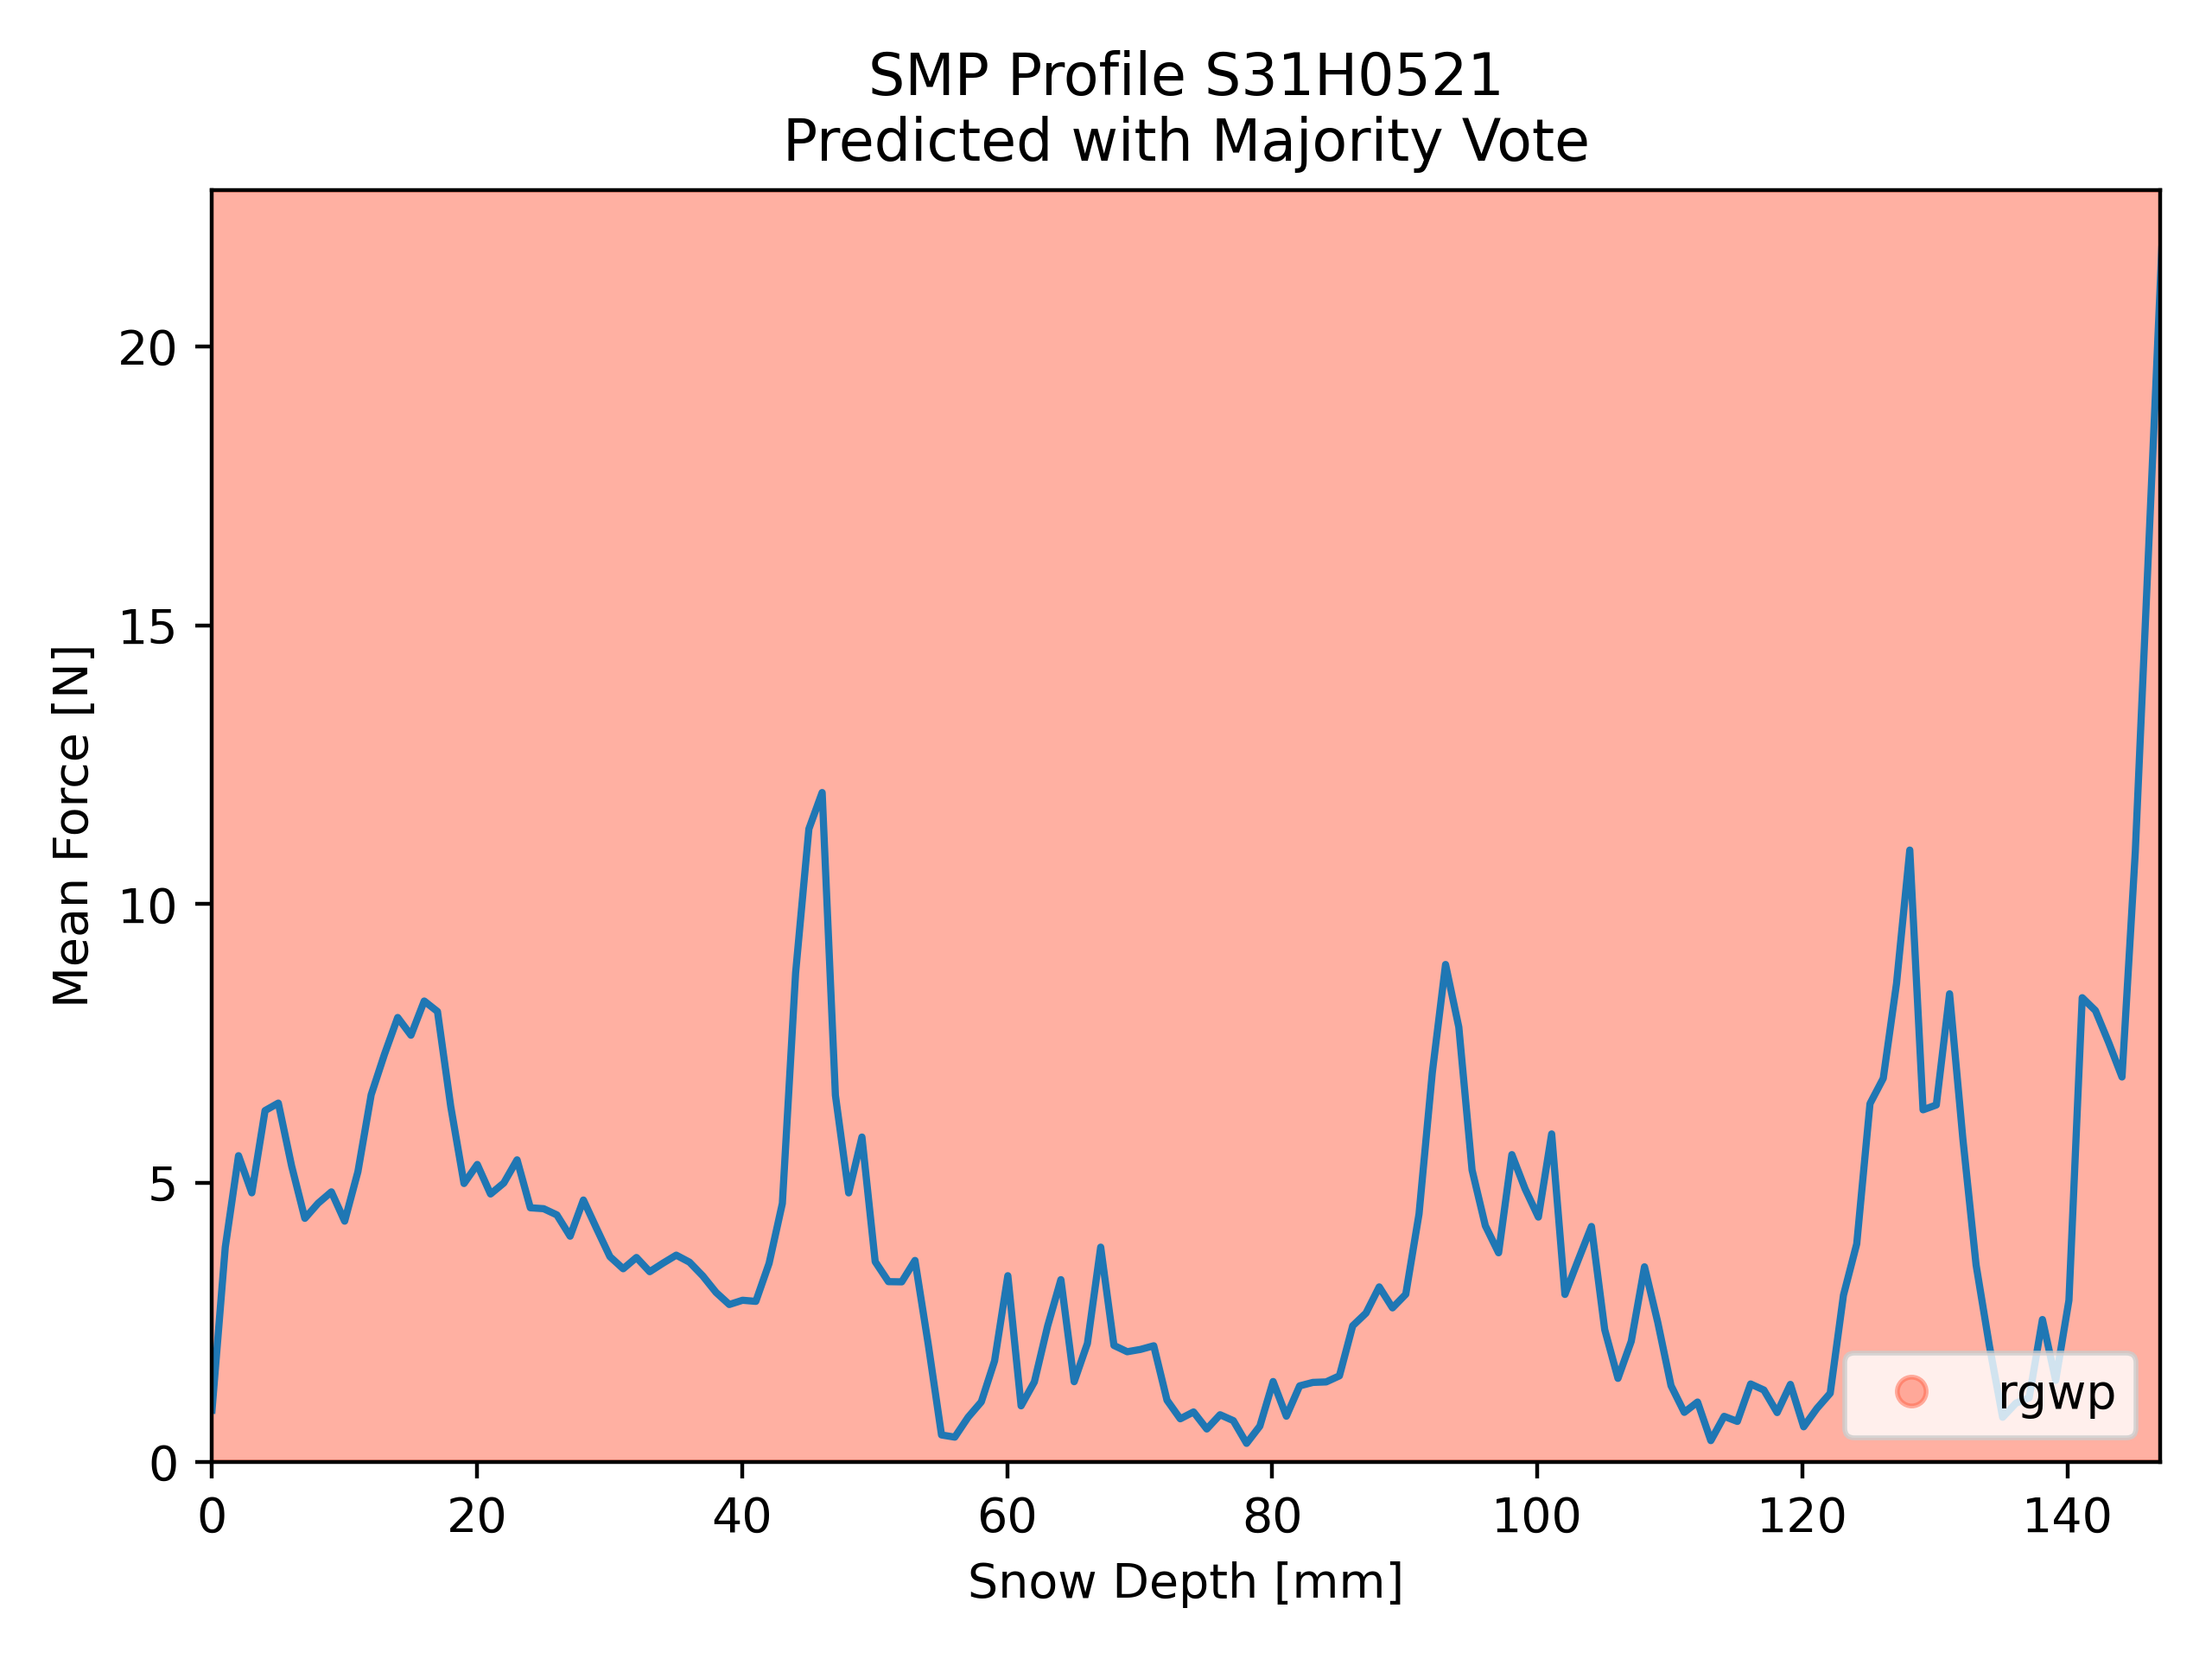 SMP Profile S31H0521
Predicted with Majority Vote
Mean Force [N]
20
15
10
5
0
0 20 40 60 80 100 120 140
Snow Depth [mm]
rgwp